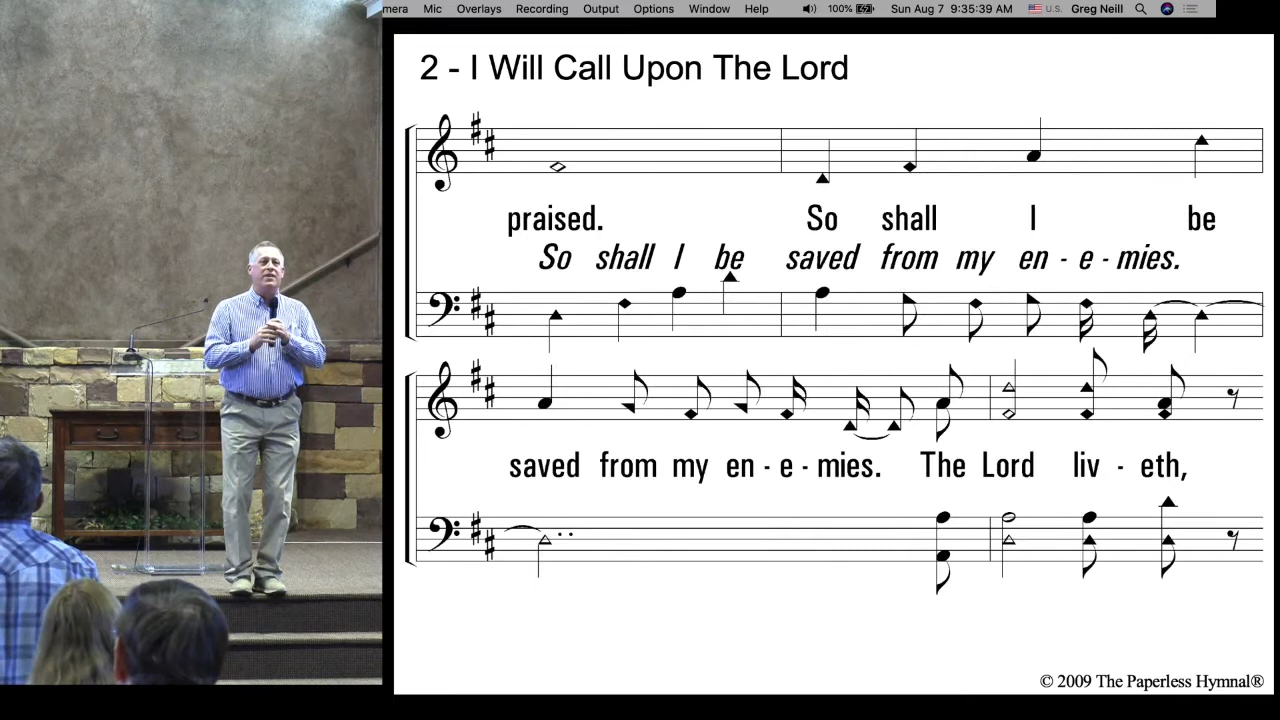 mera Mic Overlays Recording Output Options Window Help 100% Sun Aug 7 9:35:39 AM U.S. Greg Neill
2 - I Will Call Upon The Lord
praised. So shall I be
So shall I be saved from my en - e - mies.
saved from my en - e - mies. The Lord liv - eth,
© 2009 The Paperless Hymnal®